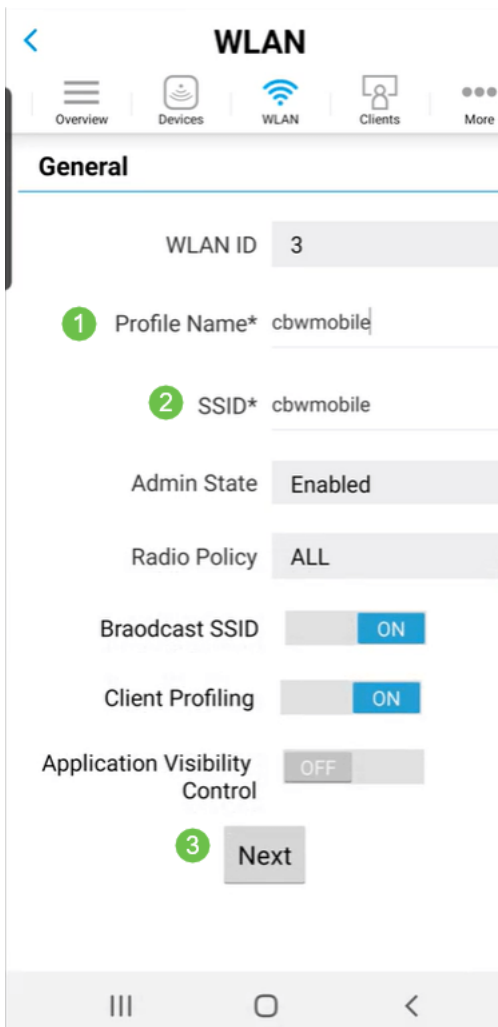 WLAN
Overview Devices WLAN Clients More
General
WLAN ID 3
1 Profile Name* cbwmobile
2 SSID* cbwmobile
Admin State Enabled
Radio Policy ALL
Braodcast SSID ON
Client Profiling ON
Application Visibility
Control OFF
3 Next